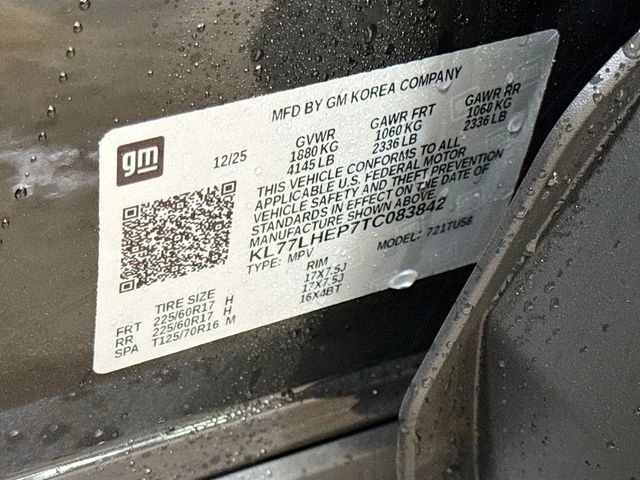 MFD BY GM KOREA COMPANY
gm
12/25
GVWR GAWR FRT GAWR RR
1880 KG 1060 KG 1060 KG
4145 LB 2336 LB 2336 LB
THIS VEHICLE CONFORMS TO ALL
APPLICABLE U.S. FEDERAL MOTOR
VEHICLE SAFETY AND THEFT PREVENTION
STANDARDS IN EFFECT ON THE DATE OF
MANUFACTURE SHOWN ABOVE.
KL77LHEP7TC083842
TYPE: MPV MODEL: 721TU58
TIRE SIZE RIM
FRT 225/60R17 H 17X7.5J
RR 225/60R17 H 17X7.5J
SPA T125/70R16 M 16X4BT